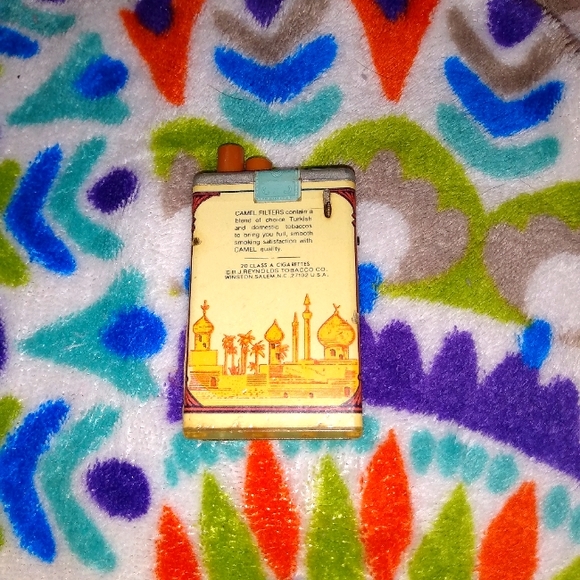 CAMEL FILTERS contain a
blend of choice Turkish
and domestic tobaccos
to bring you full, smooth
smoking satisfaction with
CAMEL quality.
20 CLASS A CIGARETTES
R.J. REYNOLDS TOBACCO CO.
WINSTON-SALEM, N.C. 27102 U.S.A.